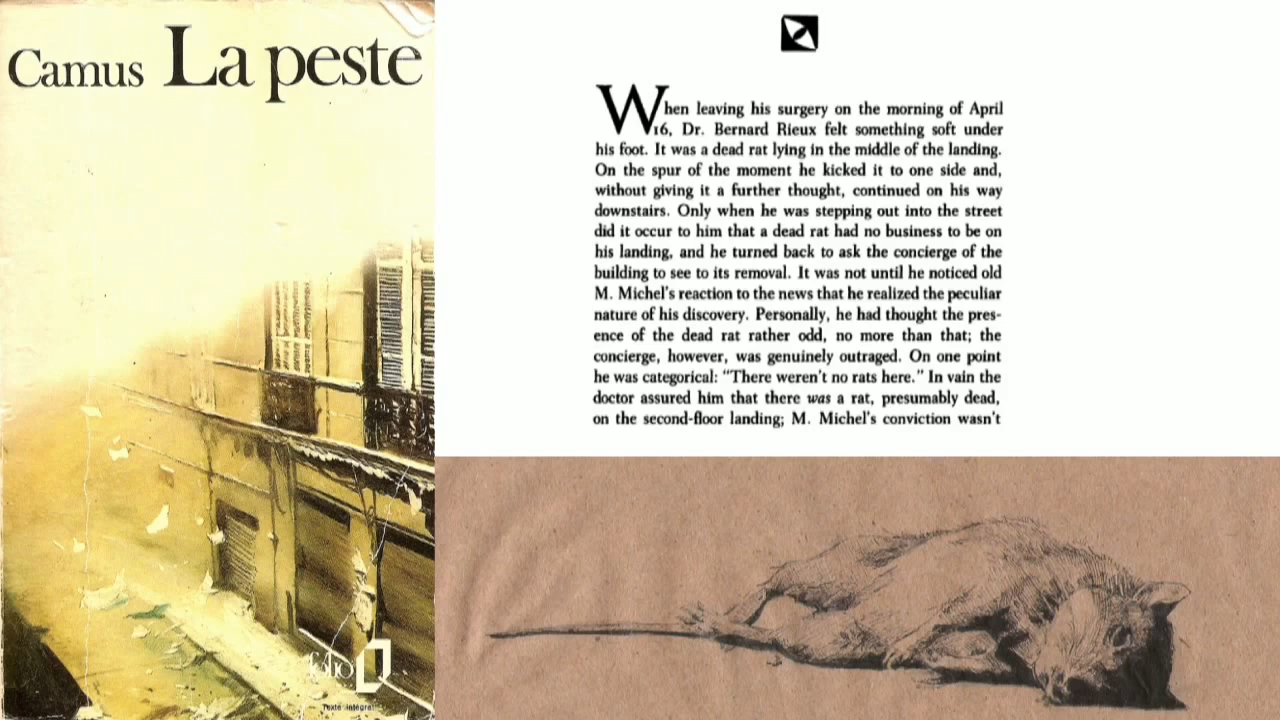 Camus La peste
folio
Texte intégral
When leaving his surgery on the morning of April
16, Dr. Bernard Rieux felt something soft under
his foot. It was a dead rat lying in the middle of the landing.
On the spur of the moment he kicked it to one side and,
without giving it a further thought, continued on his way
downstairs. Only when he was stepping out into the street
did it occur to him that a dead rat had no business to be on
his landing, and he turned back to ask the concierge of the
building to see to its removal. It was not until he noticed old
M. Michel's reaction to the news that he realized the peculiar
nature of his discovery. Personally, he had thought the pres-
ence of the dead rat rather odd, no more than that; the
concierge, however, was genuinely outraged. On one point
he was categorical: “There weren't no rats here.” In vain the
doctor assured him that there was a rat, presumably dead,
on the second-floor landing; M. Michel's conviction wasn't